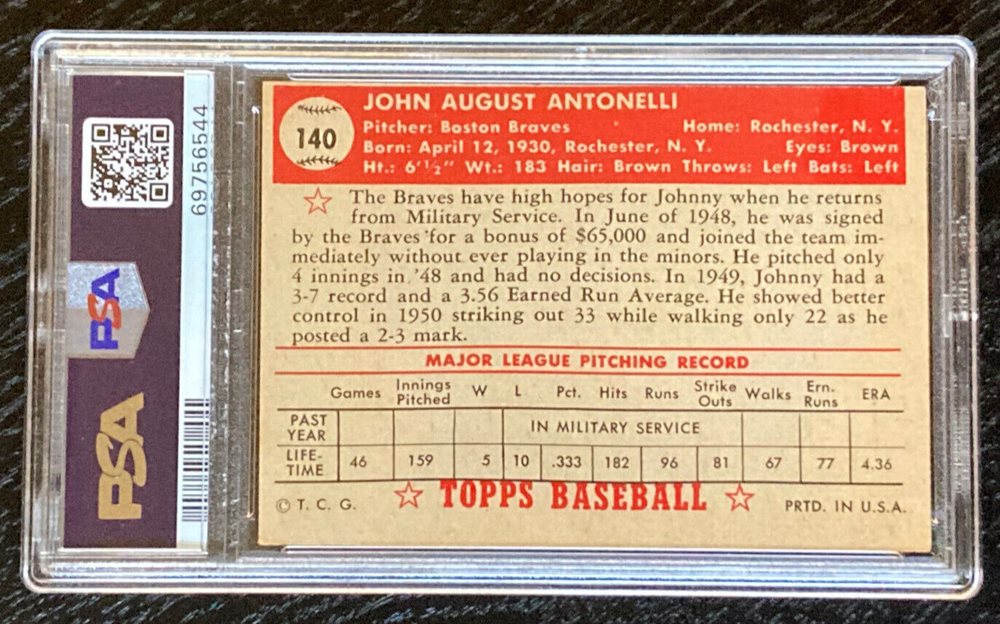 PSA
PSA
69756544
140
JOHN AUGUST ANTONELLI
Pitcher: Boston Braves Home: Rochester, N. Y.
Born: April 12, 1930, Rochester, N. Y. Eyes: Brown
Ht.: 6'½" Wt.: 183 Hair: Brown Throws: Left Bats: Left
The Braves have high hopes for Johnny when he returns
from Military Service. In June of 1948, he was signed
by the Braves for a bonus of $65,000 and joined the team im-
mediately without ever playing in the minors. He pitched only
4 innings in '48 and had no decisions. In 1949, Johnny had a
3-7 record and a 3.56 Earned Run Average. He showed better
control in 1950 striking out 33 while walking only 22 as he
posted a 2-3 mark.
MAJOR LEAGUE PITCHING RECORD
Games Innings Pitched W L Pct. Hits Runs Strike Outs Walks Ern. Runs ERA
PAST YEAR IN MILITARY SERVICE
LIFE-TIME 46 159 5 10 .333 182 96 81 67 77 4.36
© T. C. G. TOPPS BASEBALL PRTD. IN U.S.A.